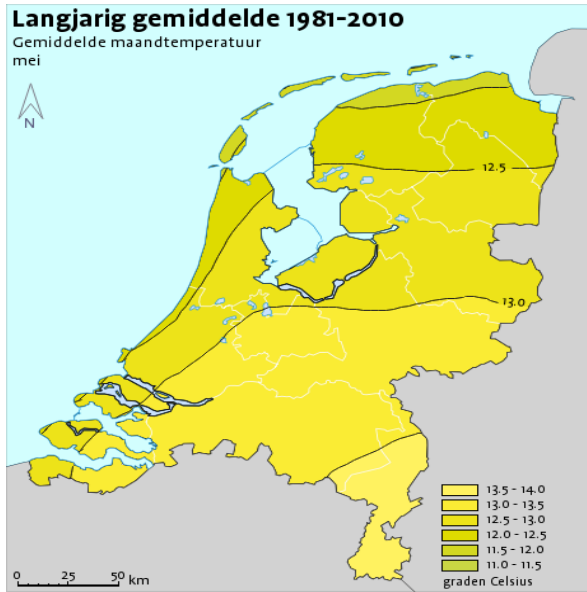 Langjarig gemiddelde 1981-2010
Gemiddelde maandtemperatuur
mei
N
12.5
13.0
13.5 - 14.0
13.0 - 13.5
12.5 - 13.0
12.0 - 12.5
11.5 - 12.0
11.0 - 11.5
graden Celsius
0 25 50 km